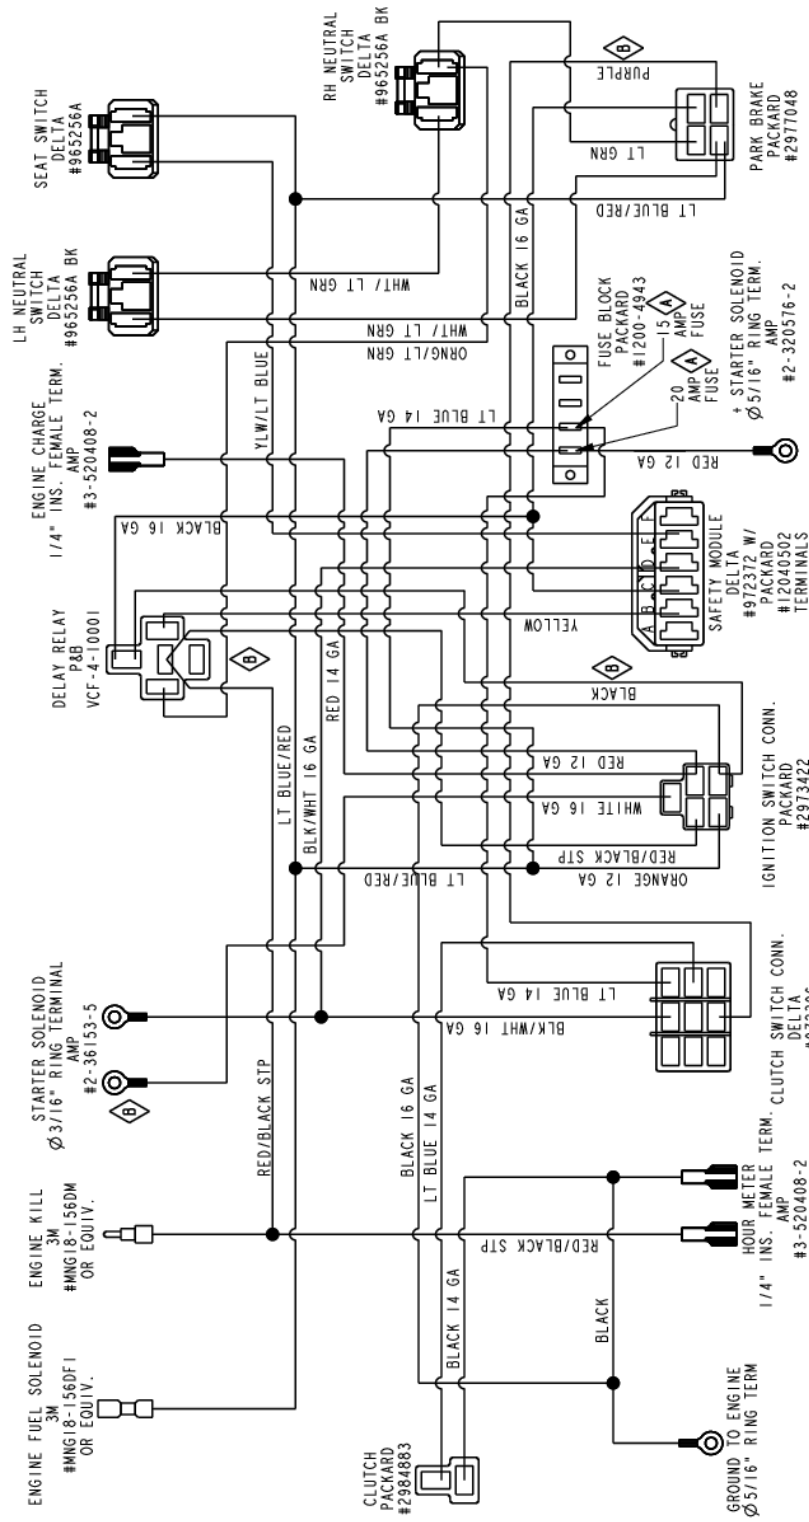 ENGINE FUEL SOLENOID
3M
#MNG18-156DF1
OR EQUIV.
ENGINE KILL
3M
#MNG18-156DM
OR EQUIV.
STARTER SOLENOID
Ø3/16" RING TERMINAL
AMP
#2-36153-5
B
DELAY RELAY
P&B
VCF-4-10001
B
ENGINE CHARGE
1/4" INS. FEMALE TERM.
AMP
#3-520408-2
LH NEUTRAL
SWITCH
DELTA
#965256A BK
SEAT SWITCH
DELTA
#965256A
RH NEUTRAL
SWITCH
DELTA
#965256A BK
RED/BLACK STP
LT BLUE/RED
BLK/WHT 16 GA
RED 14 GA
BLACK 16 GA
YLW/LT BLUE
ORNG/LT GRN
WHT/ LT GRN
WHT/ LT GRN
LT BLUE 14 GA
BLACK 16 GA
LT BLUE/RED
LT GRN
PURPLE
B
CLUTCH
PACKARD
#2984883
BLACK 14 GA
BLACK 16 GA
LT BLUE 14 GA
BLACK
RED/BLACK STP
BLK/WHT 16 GA
LT BLUE 14 GA
LT BLUE/RED
ORANGE 12 GA
RED/BLACK STP
WHITE 16 GA
RED 12 GA
BLACK
B
YELLOW
RED 12 GA
GROUND TO ENGINE
Ø5/16" RING TERM
HOUR METER
1/4" INS. FEMALE TERM.
AMP
#3-520408-2
CLUTCH SWITCH CONN.
DELTA
IGNITION SWITCH CONN.
PACKARD
#2973422
A B C D E F
SAFETY MODULE
DELTA
#972372 W/
PACKARD
#12040502
TERMINALS
FUSE BLOCK
PACKARD
#1200-4943
15 A
AMP
FUSE
20 A
AMP
FUSE
+ STARTER SOLENOID
Ø5/16" RING TERM.
AMP
#2-320576-2
PARK BRAKE
PACKARD
#2977048